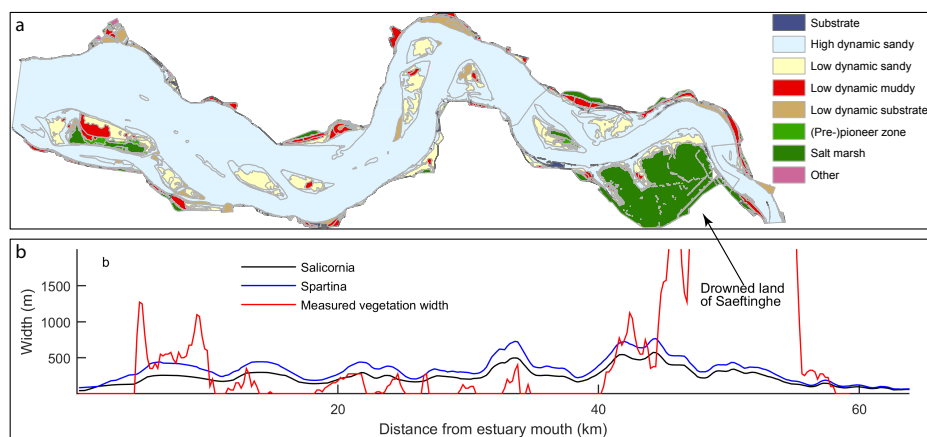 a
Substrate
High dynamic sandy
Low dynamic sandy
Low dynamic muddy
Low dynamic substrate
(Pre-)pioneer zone
Salt marsh
Other
b
b
Salicornia
Spartina
Measured vegetation width
Drowned land
of Saeftinghe
Width (m)
1500
1000
500
20
40
60
Distance from estuary mouth (km)